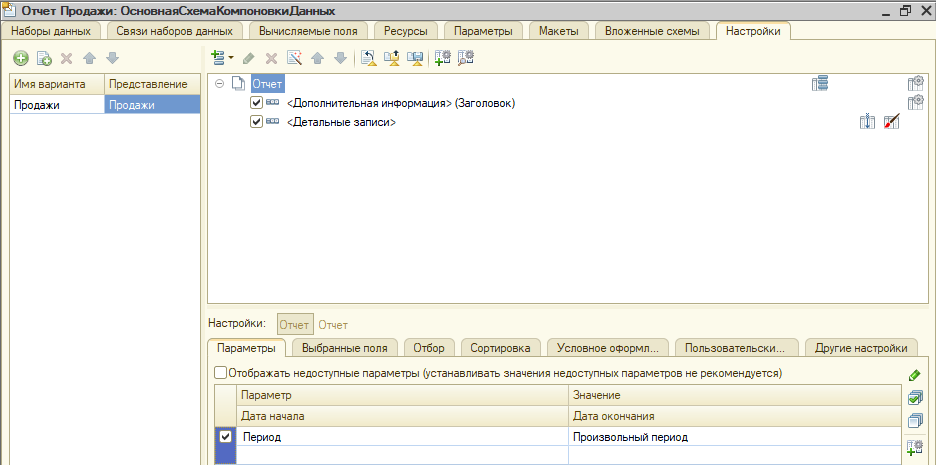 Отчет Продажи: ОсновнаяСхемаКомпоновкиДанных
Наборы данных Связи наборов данных Вычисляемые поля Ресурсы Параметры Макеты Вложенные схемы Настройки
Имя варианта Представление
Продажи Продажи
Отчет
<Дополнительная информация> (Заголовок)
<Детальные записи>
Настройки: Отчет Отчет
Параметры Выбранные поля Отбор Сортировка Условное оформл... Пользовательски... Другие настройки
Отображать недоступные параметры (устанавливать значения недоступных параметров не рекомендуется)
Параметр Значение
Дата начала Дата окончания
Период Произвольный период